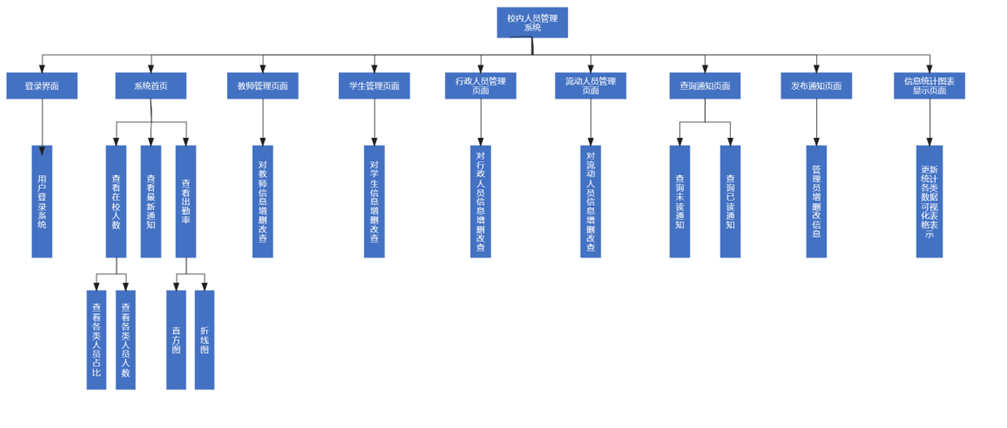 校内人员管理
系统
登录界面
系统首页
教师管理页面
学生管理页面
行政人员管理
页面
流动人员管理
页面
查询通知页面
发布通知页面
信息统计图表
显示页面
用户登录系统
查看在校人数
查看最新通知
查看出勤率
对教师信息增删改查
对学生信息增删改查
对行政人员信息增删改查
对流动人员信息增删改查
查询未读通知
查询已读通知
管理员增删改信息
更新
统计
各类
数据
可视
化表
格表
示
查看各类人员占比
查看各类人员人数
直方图
折线图